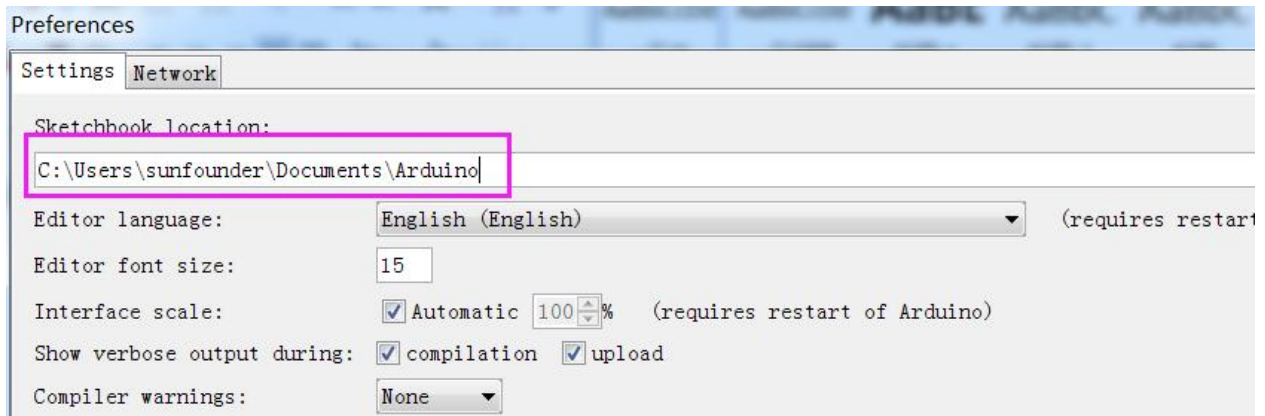 Preferences
Settings Network
Sketchbook location:
C:\Users\sunfounder\Documents\Arduino
Editor language: English (English) (requires restart
Editor font size: 15
Interface scale: Automatic 100 % (requires restart of Arduino)
Show verbose output during: compilation upload
Compiler warnings: None